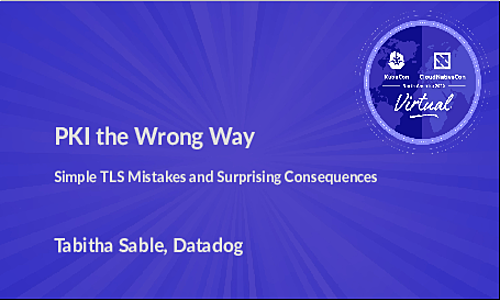 KubeCon
CloudNativeCon
North America 2020
Virtual
PKI the Wrong Way
Simple TLS Mistakes and Surprising Consequences
Tabitha Sable, Datadog